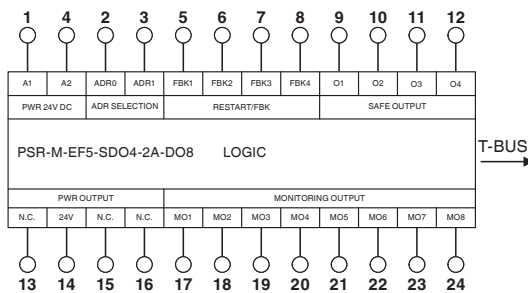 1 4 2 3 5 6 7 8 9 10 11 12
A1 A2 ADR0 ADR1 FBK1 FBK2 FBK3 FBK4 O1 O2 O3 O4
PWR 24V DC ADR SELECTION RESTART/FBK SAFE OUTPUT
PSR-M-EF5-SDO4-2A-DO8 LOGIC
T-BUS
PWR OUTPUT MONITORING OUTPUT
N.C. 24V N.C. N.C. MO1 MO2 MO3 MO4 MO5 MO6 MO7 MO8
13 14 15 16 17 18 19 20 21 22 23 24